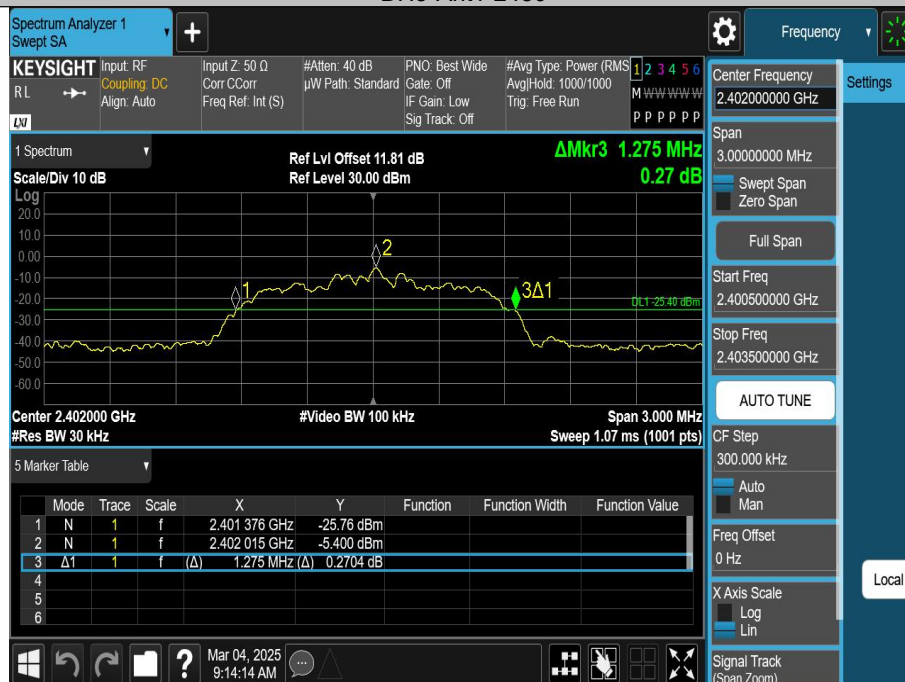 Spectrum Analyzer 1
Swept SA
+
Frequency
KEYSIGHT
RL
LXI
Input: RF
Coupling: DC
Align: Auto
Input Z: 50 Ω
Corr CCorr
Freq Ref: Int (S)
#Atten: 40 dB
µW Path: Standard
PNO: Best Wide
Gate: Off
IF Gain: Low
Sig Track: Off
#Avg Type: Power (RMS
Avg|Hold: 1000/1000
Trig: Free Run
1 2 3 4 5 6
M W W W W W
P P P P P P
1 Spectrum
Scale/Div 10 dB
Ref Lvl Offset 11.81 dB
Ref Level 30.00 dBm
ΔMkr3 1.275 MHz
0.27 dB
Log
20.0
10.0
0.00
-10.0
-20.0
-30.0
-40.0
-50.0
-60.0
1
2
3Δ1
DL1 -25.40 dBm
Center 2.402000 GHz
#Res BW 30 kHz
#Video BW 100 kHz
Span 3.000 MHz
Sweep 1.07 ms (1001 pts)
5 Marker Table
Mode Trace Scale X Y Function Function Width Function Value
1 N 1 f 2.401 376 GHz -25.76 dBm
2 N 1 f 2.402 015 GHz -5.400 dBm
3 Δ1 1 f (Δ) 1.275 MHz (Δ) 0.2704 dB
4
5
6
?
Mar 04, 2025
9:14:14 AM
Center Frequency
2.402000000 GHz
Span
3.00000000 MHz
Swept Span
Zero Span
Full Span
Start Freq
2.400500000 GHz
Stop Freq
2.403500000 GHz
AUTO TUNE
CF Step
300.000 kHz
Auto
Man
Freq Offset
0 Hz
X Axis Scale
Log
Lin
Signal Track
(Span Zoom)
Settings
Local